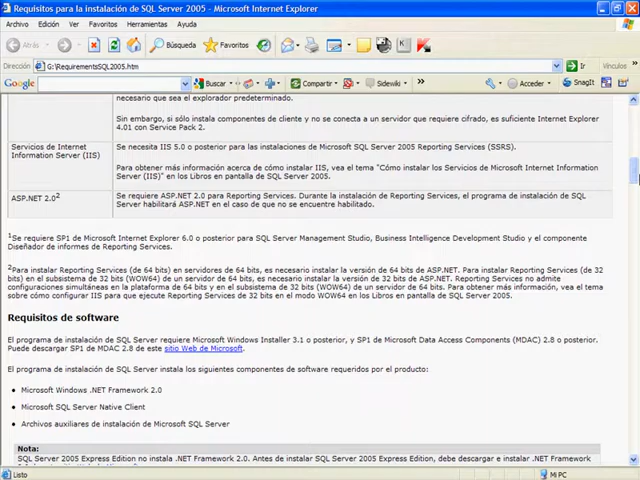 Requisitos para la instalación de SQL Server 2005 - Microsoft Internet Explorer
Archivo Edición Ver Favoritos Herramientas Ayuda
Atrás Búsqueda Favoritos
Dirección G:\RequirementsSQL2005.htm Ir Vínculos
Google Buscar Compartir Sidewiki » Acceder SnagIt
necesario que sea el explorador predeterminado.
Sin embargo, si sólo instala componentes de cliente y no se conecta a un servidor que requiere cifrado, es suficiente Internet Explorer
4.01 con Service Pack 2.
Servicios de Internet
Information Server (IIS)
Se necesita IIS 5.0 o posterior para las instalaciones de Microsoft SQL Server 2005 Reporting Services (SSRS).
Para obtener más información acerca de cómo instalar IIS, vea el tema "Cómo instalar los Servicios de Microsoft Internet
Information Server (IIS)" en los Libros en pantalla de SQL Server 2005.
ASP.NET 2.0²
Se requiere ASP.NET 2.0 para Reporting Services. Durante la instalación de Reporting Services, el programa de instalación de SQL
Server habilitará ASP.NET en el caso de que no se encuentre habilitado.
¹Se requiere SP1 de Microsoft Internet Explorer 6.0 o posterior para SQL Server Management Studio, Business Intelligence Development Studio y el componente
Diseñador de informes de Reporting Services.
²Para instalar Reporting Services (de 64 bits) en servidores de 64 bits, es necesario instalar la versión de 64 bits de ASP.NET. Para instalar Reporting Services (de 32
bits) en el subsistema de 32 bits (WOW64) de un servidor de 64 bits, es necesario instalar la versión de 32 bits de ASP.NET. Reporting Services no admite
configuraciones simultáneas en la plataforma de 64 bits y en el subsistema de 32 bits (WOW64) de un servidor de 64 bits. Para obtener más información, vea el tema
sobre cómo configurar IIS para que ejecute Reporting Services de 32 bits en el modo WOW64 en los Libros en pantalla de SQL Server 2005.
Requisitos de software
El programa de instalación de SQL Server requiere Microsoft Windows Installer 3.1 o posterior, y SP1 de Microsoft Data Access Components (MDAC) 2.8 o posterior.
Puede descargar SP1 de MDAC 2.8 de este sitio Web de Microsoft.
El programa de instalación de SQL Server instala los siguientes componentes de software requeridos por el producto:
• Microsoft Windows .NET Framework 2.0
• Microsoft SQL Server Native Client
• Archivos auxiliares de instalación de Microsoft SQL Server
Nota:
SQL Server 2005 Express Edition no instala .NET Framework 2.0. Antes de instalar SQL Server 2005 Express Edition, debe descargar e instalar .NET Framework
Listo Mi PC